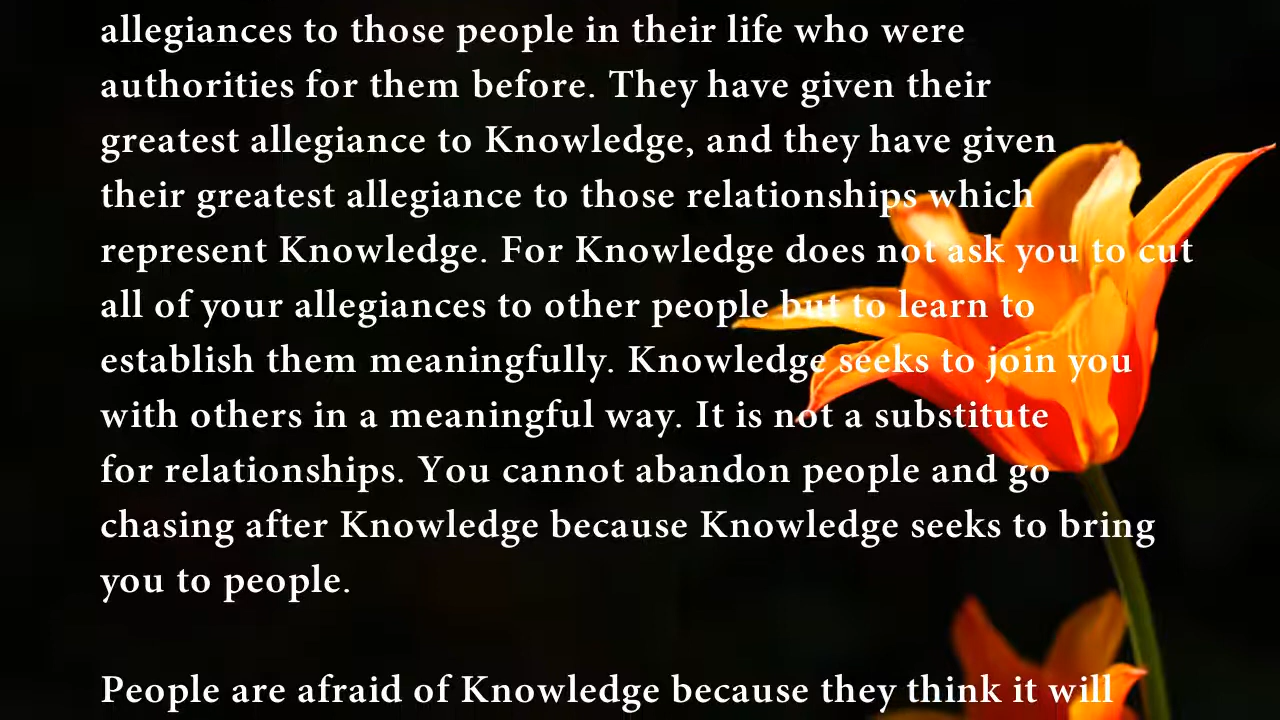 allegiances to those people in their life who were
authorities for them before. They have given their
greatest allegiance to Knowledge, and they have given
their greatest allegiance to those relationships which
represent Knowledge. For Knowledge does not ask you to cut
all of your allegiances to other people but to learn to
establish them meaningfully. Knowledge seeks to join you
with others in a meaningful way. It is not a substitute
for relationships. You cannot abandon people and go
chasing after Knowledge because Knowledge seeks to bring
you to people.
People are afraid of Knowledge because they think it will